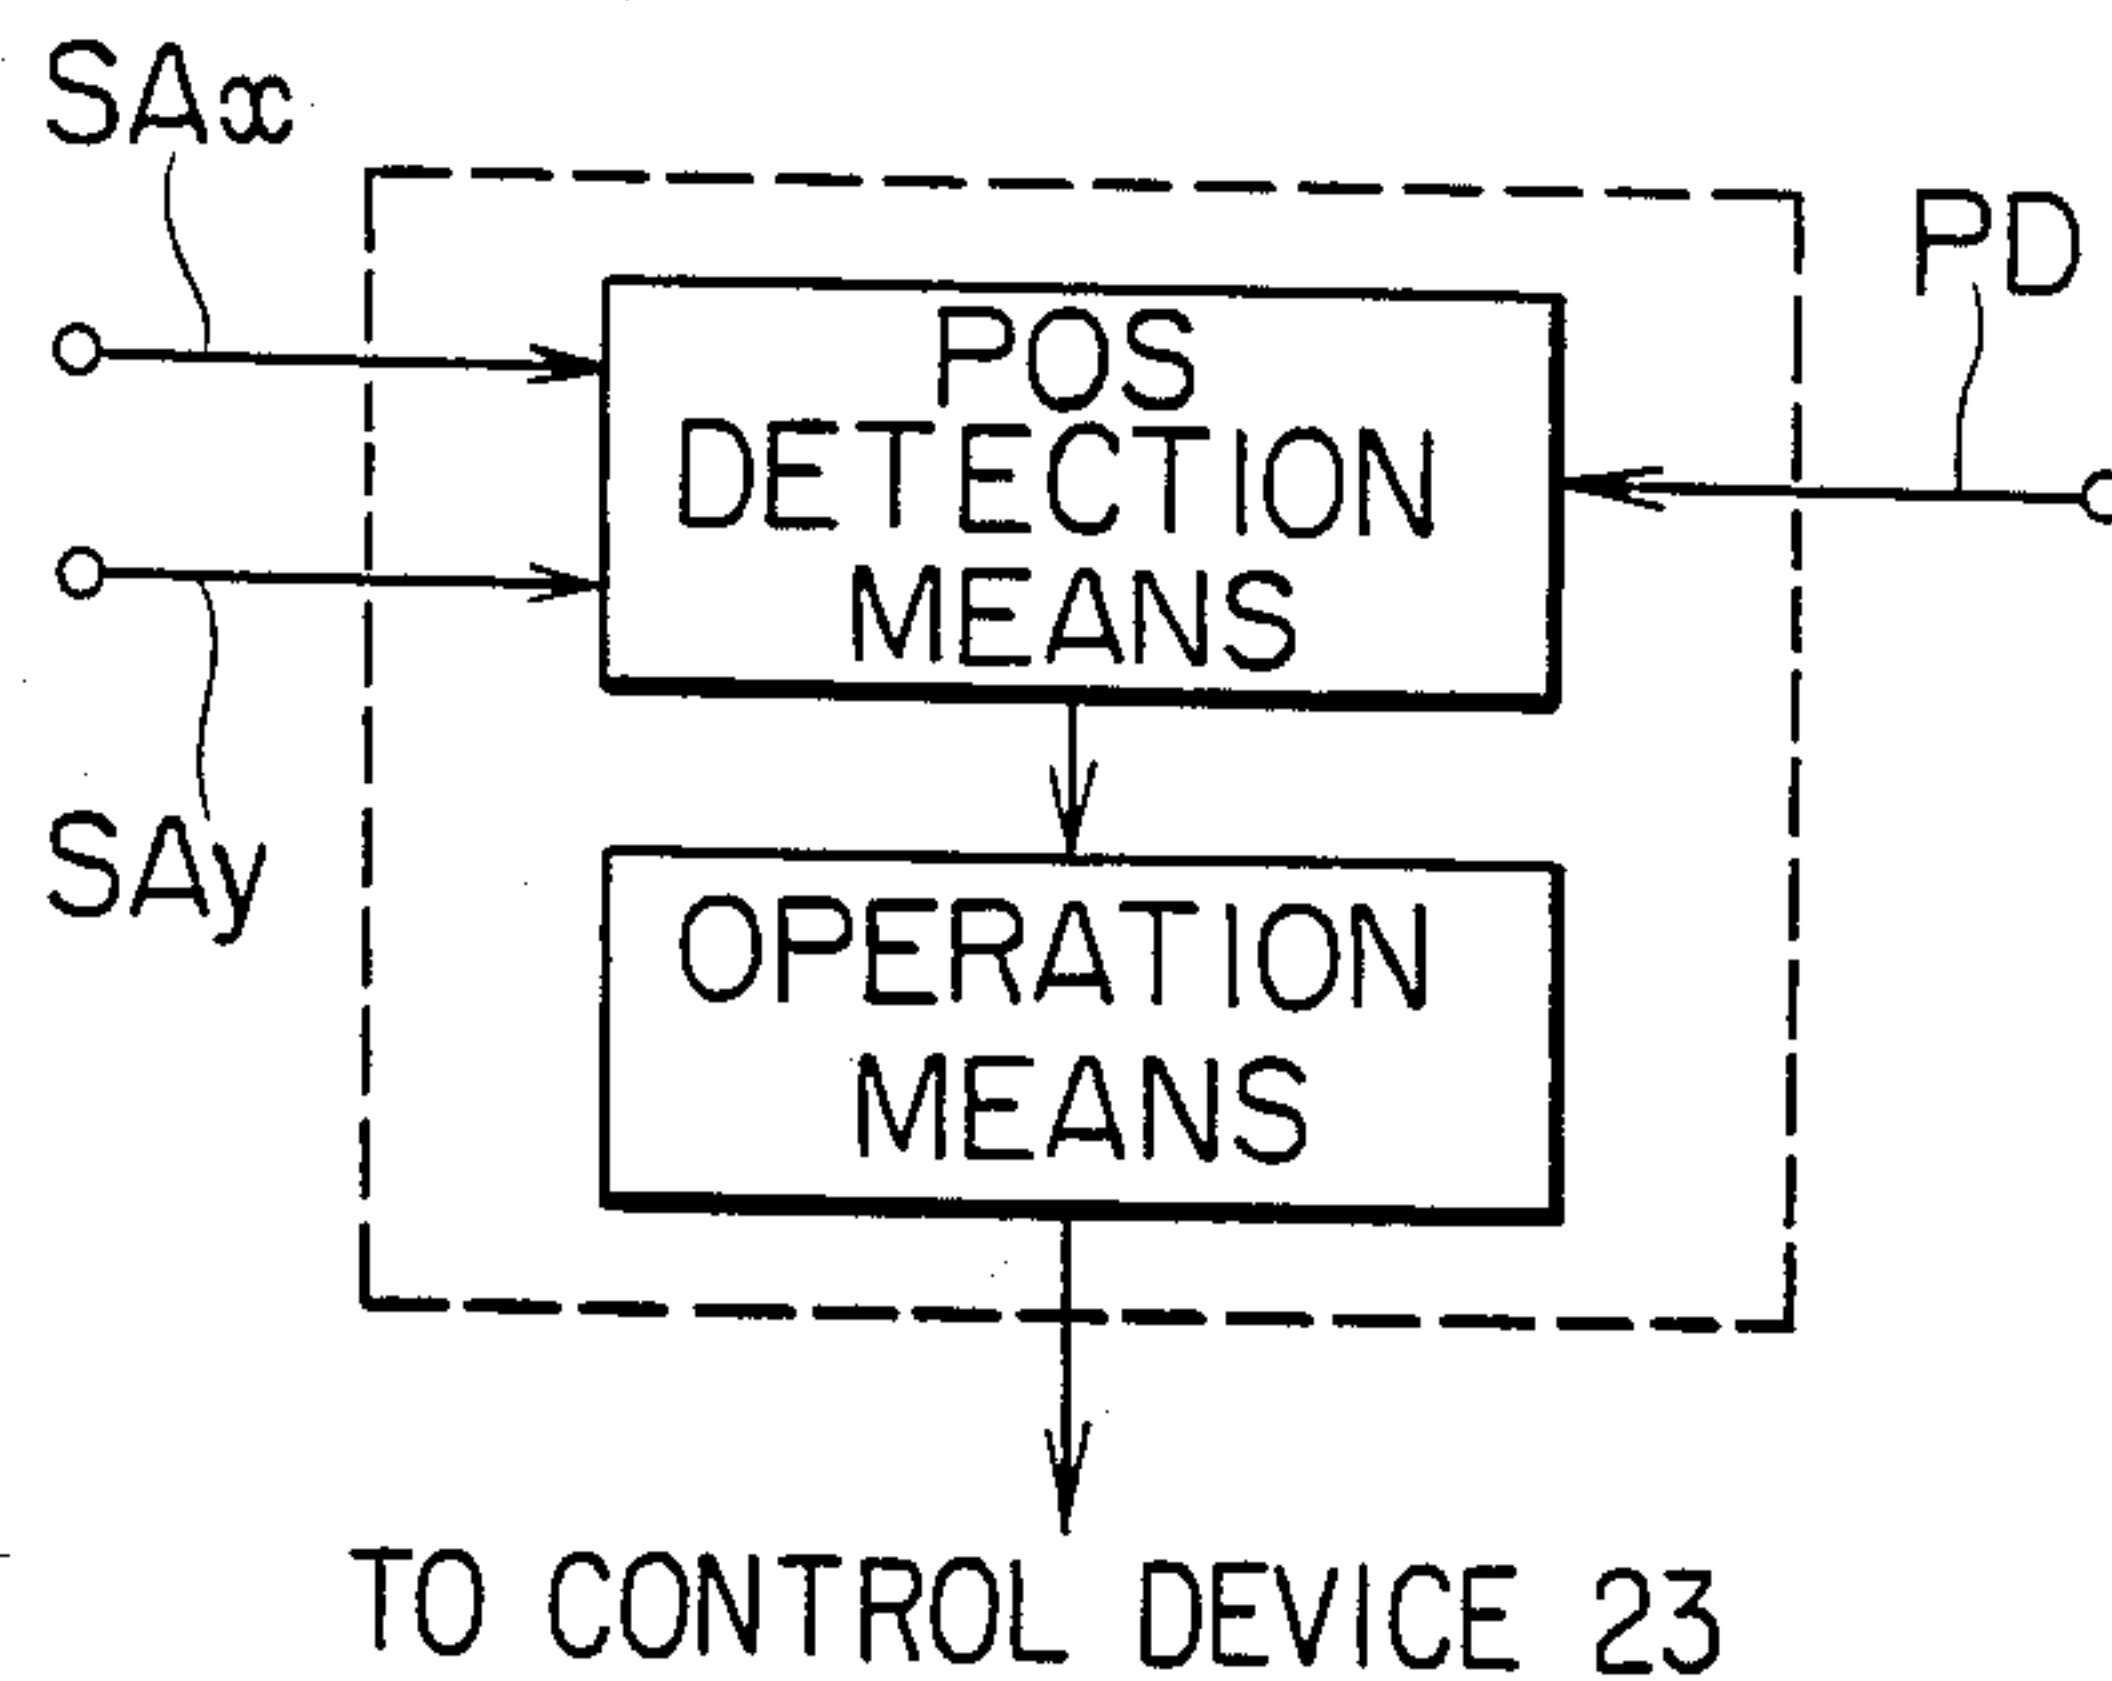 SAx
PD
POS
DETECTION
MEANS
SAy
OPERATION
MEANS
TO CONTROL DEVICE 23